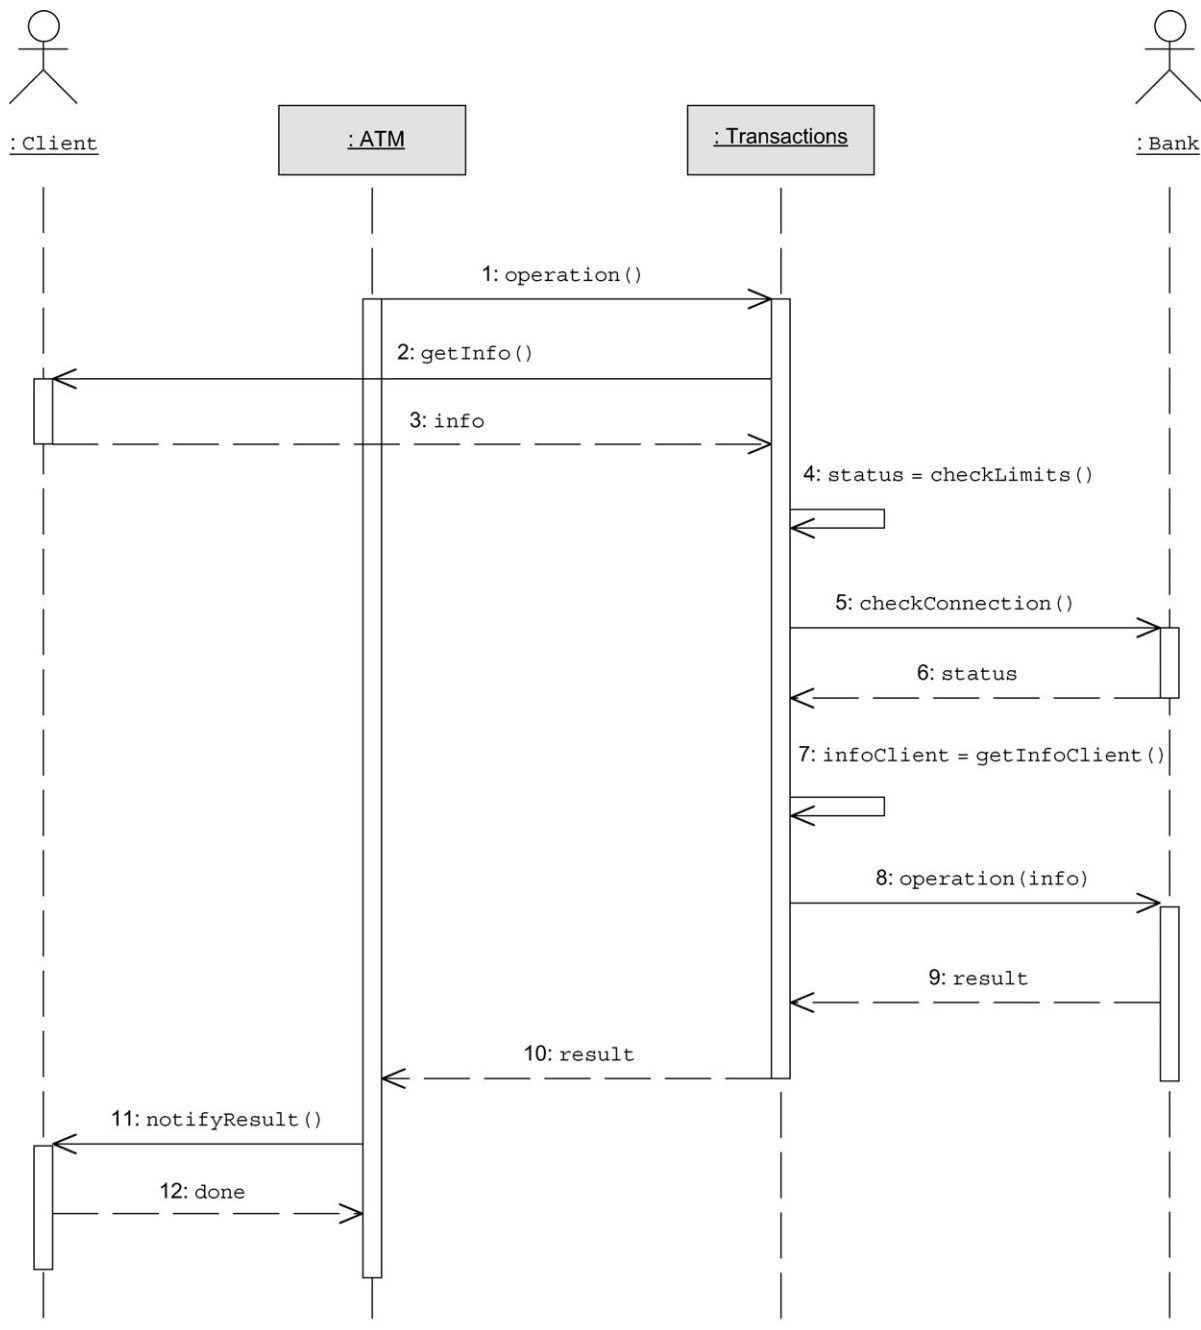 : Client
: ATM
: Transactions
: Bank
1: operation()
2: getInfo()
3: info
4: status = checkLimits()
5: checkConnection()
6: status
7: infoClient = getInfoClient()
8: operation(info)
9: result
10: result
11: notifyResult()
12: done